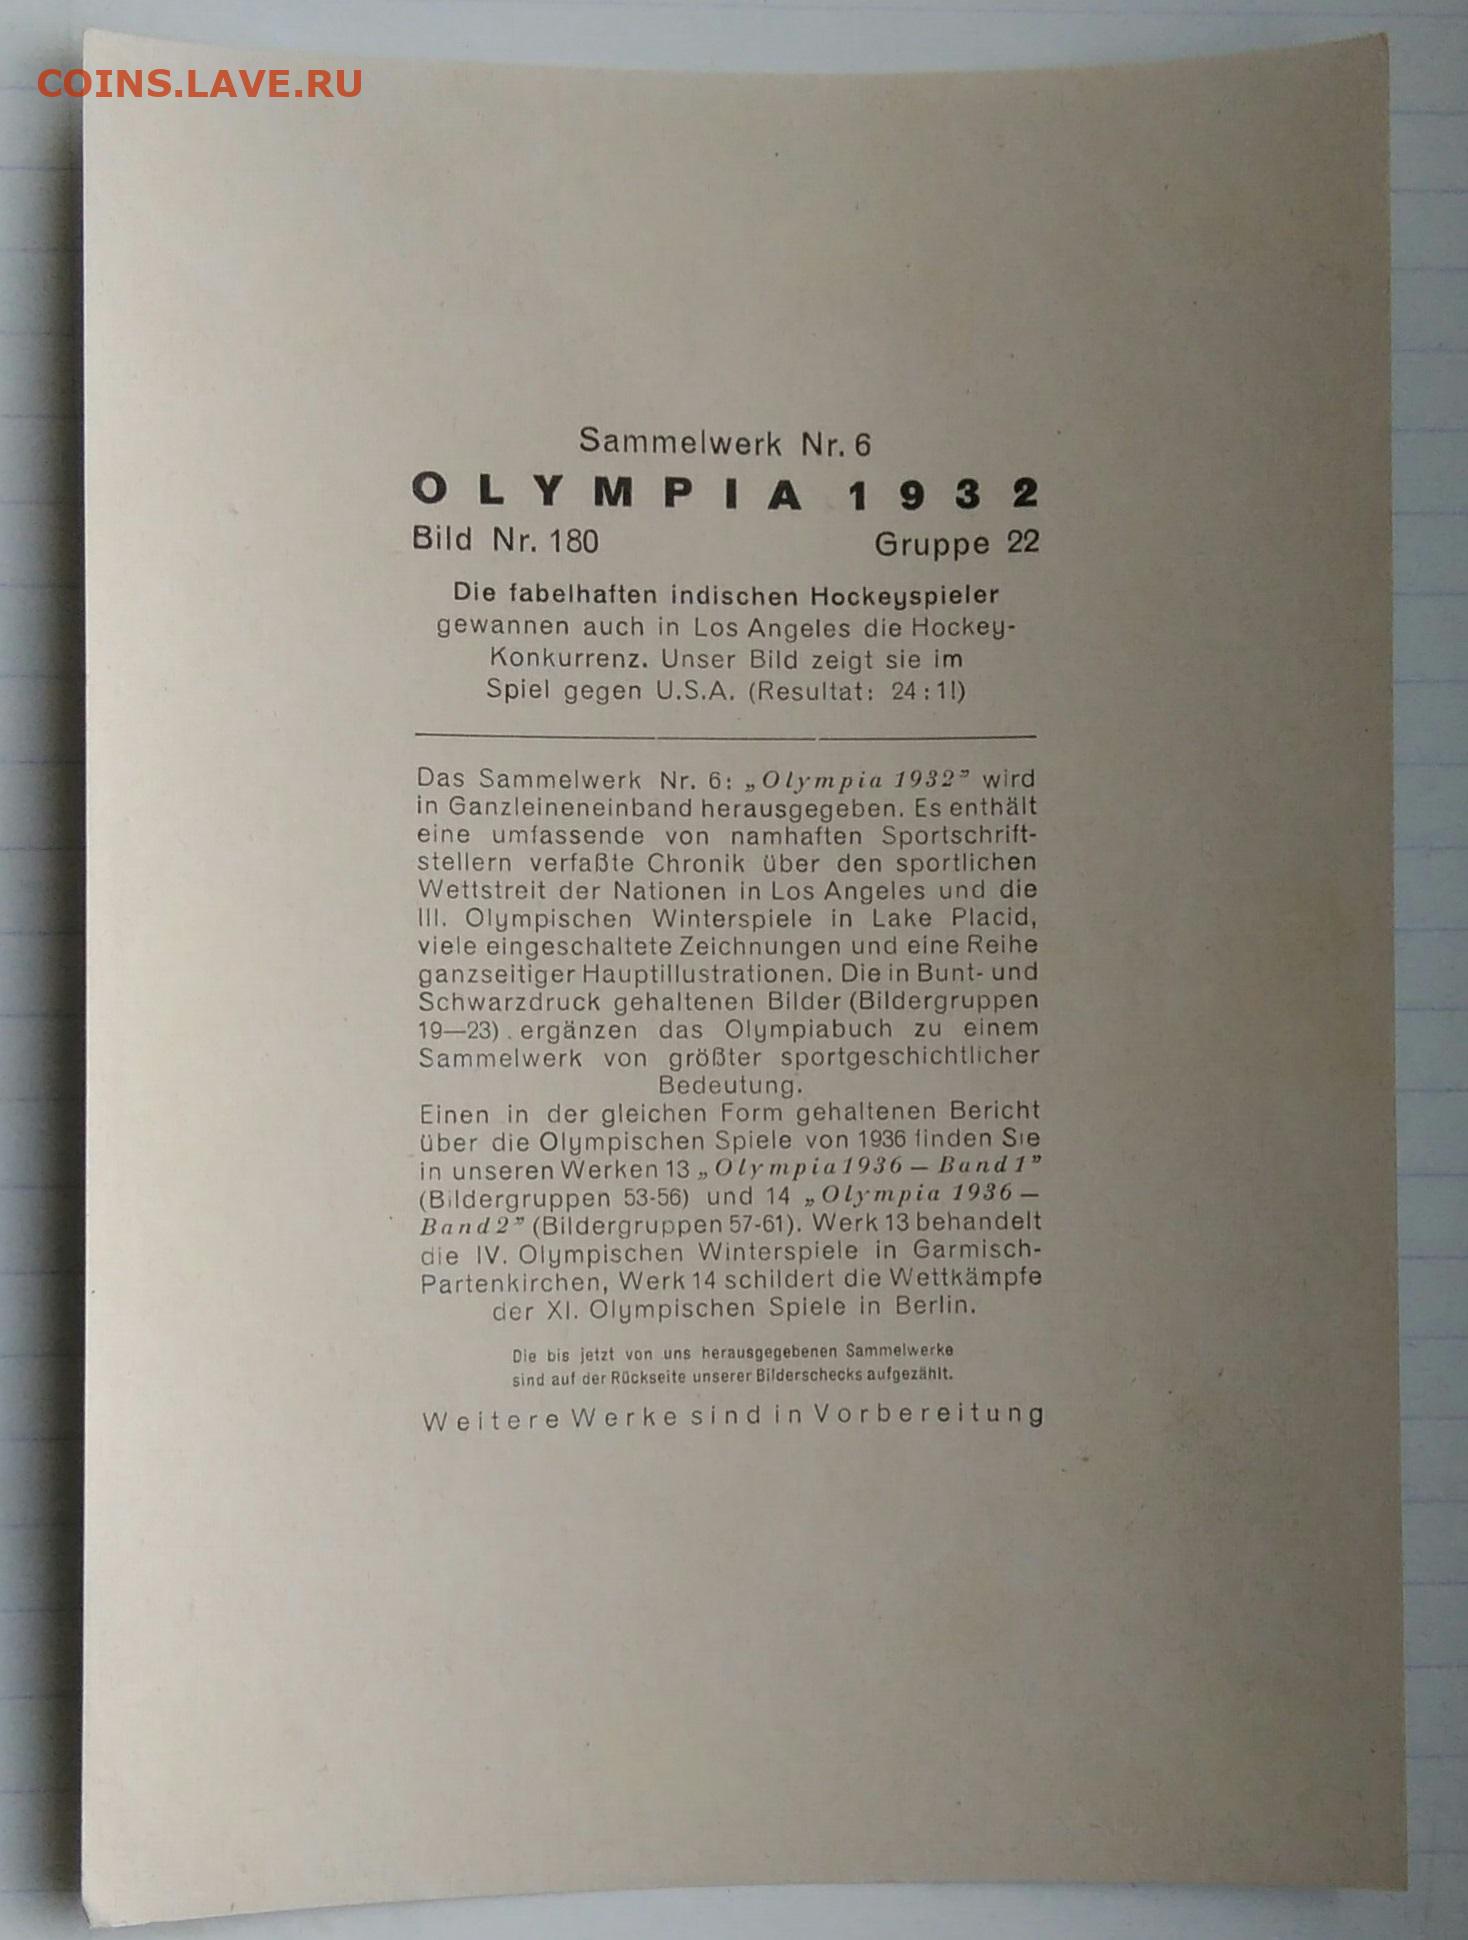 COINS.LAVE.RU
Sammelwerk Nr. 6
OLYMPIA 1932
Bild Nr. 180 Gruppe 22
Die fabelhaften indischen Hockeyspieler
gewannen auch in Los Angeles die Hockey-
Konkurrenz. Unser Bild zeigt sie im
Spiel gegen U.S.A. (Resultat: 24:1!)
Das Sammelwerk Nr. 6: „Olympia 1932” wird
in Ganzleineneinband herausgegeben. Es enthält
eine umfassende von namhaften Sportschrift-
stellern verfaßte Chronik über den sportlichen
Wettstreit der Nationen in Los Angeles und die
III. Olympischen Winterspiele in Lake Placid,
viele eingeschaltete Zeichnungen und eine Reihe
ganzseitiger Hauptillustrationen. Die in Bunt- und
Schwarzdruck gehaltenen Bilder (Bildergruppen
19—23) ergänzen das Olympiabuch zu einem
Sammelwerk von größter sportgeschichtlicher
Bedeutung.
Einen in der gleichen Form gehaltenen Bericht
über die Olympischen Spiele von 1936 finden Sie
in unseren Werken 13 „Olympia 1936 — Band 1”
(Bildergruppen 53-56) und 14 „Olympia 1936 —
Band 2” (Bildergruppen 57-61). Werk 13 behandelt
die IV. Olympischen Winterspiele in Garmisch-
Partenkirchen, Werk 14 schildert die Wettkämpfe
der XI. Olympischen Spiele in Berlin.
Die bis jetzt von uns herausgegebenen Sammelwerke
sind auf der Rückseite unserer Bilderschecks aufgezählt.
Weitere Werke sind in Vorbereitung